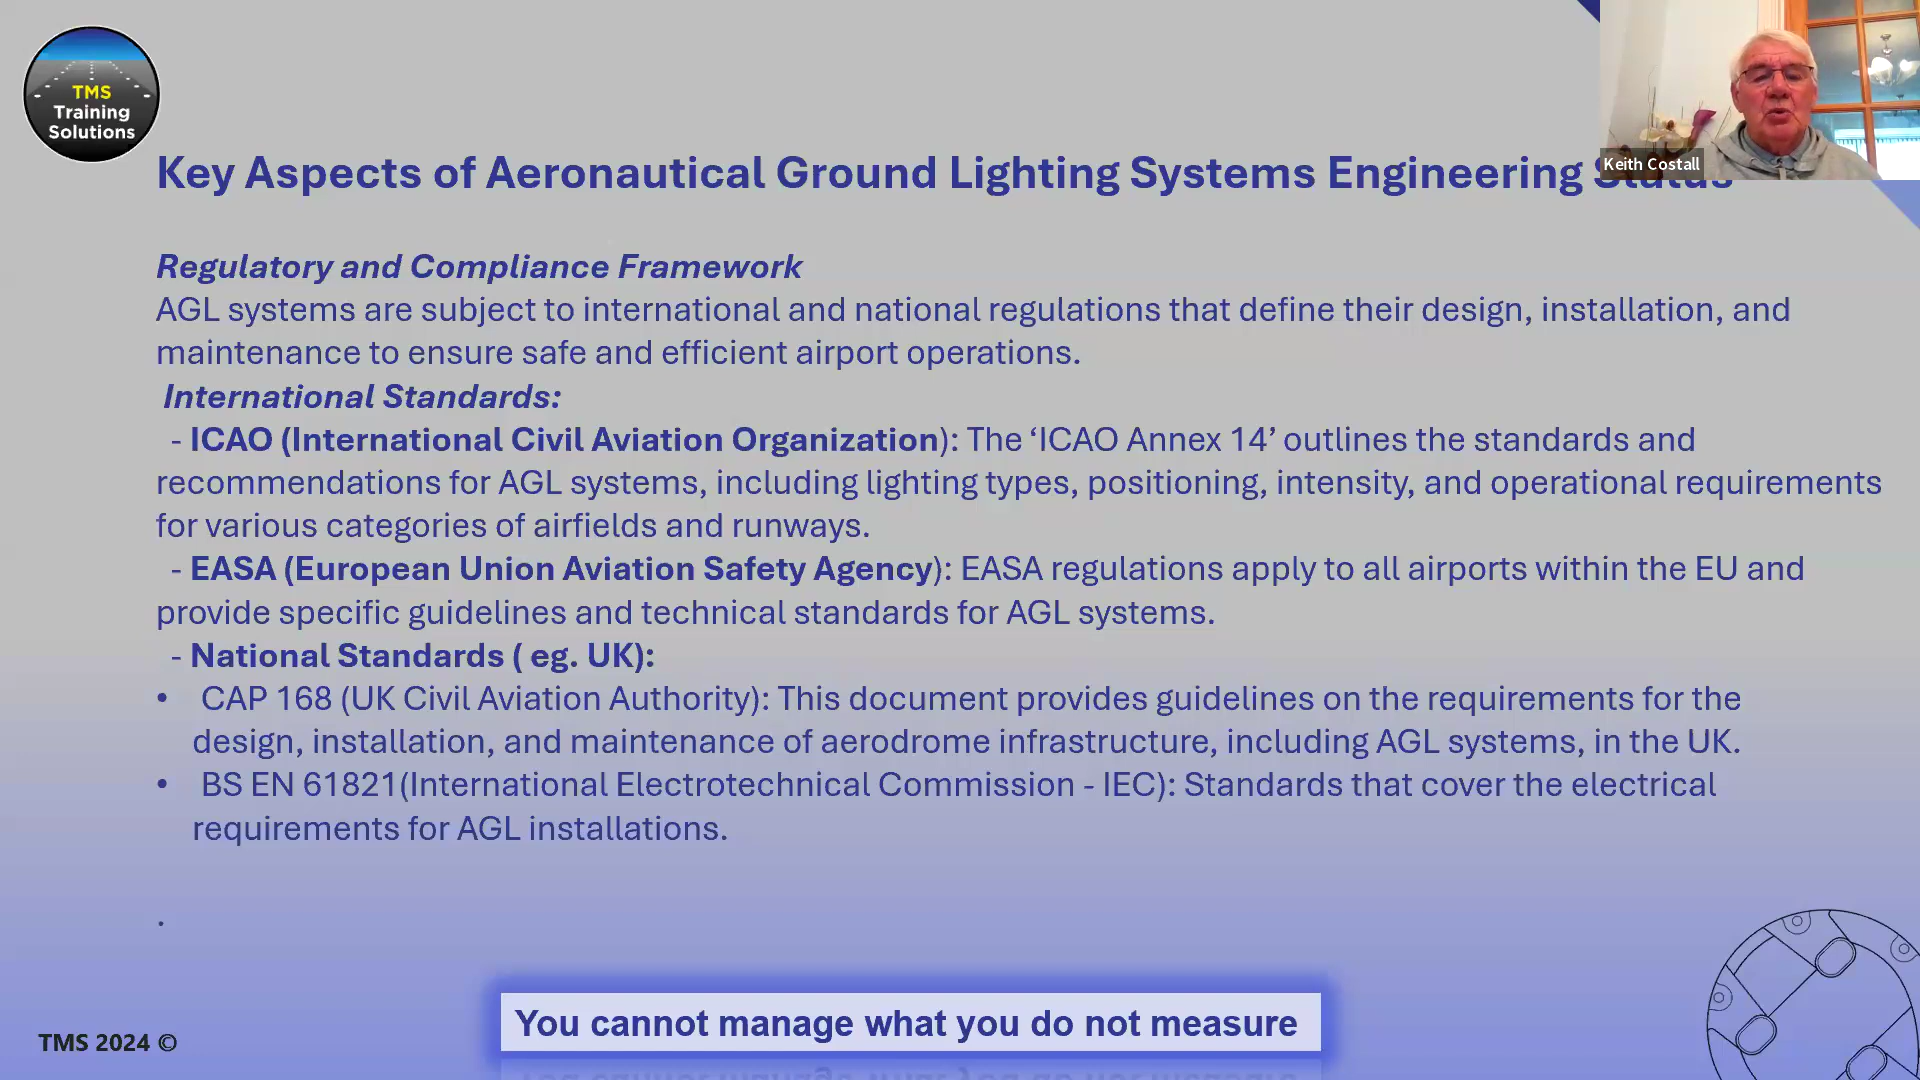 TMS
Training
Solutions
Keith Costall
Key Aspects of Aeronautical Ground Lighting Systems Engineering Status
Regulatory and Compliance Framework
AGL systems are subject to international and national regulations that define their design, installation, and
maintenance to ensure safe and efficient airport operations.
International Standards:
- ICAO (International Civil Aviation Organization): The ‘ICAO Annex 14’ outlines the standards and
recommendations for AGL systems, including lighting types, positioning, intensity, and operational requirements
for various categories of airfields and runways.
- EASA (European Union Aviation Safety Agency): EASA regulations apply to all airports within the EU and
provide specific guidelines and technical standards for AGL systems.
- National Standards ( eg. UK):
• CAP 168 (UK Civil Aviation Authority): This document provides guidelines on the requirements for the
design, installation, and maintenance of aerodrome infrastructure, including AGL systems, in the UK.
• BS EN 61821(International Electrotechnical Commission - IEC): Standards that cover the electrical
requirements for AGL installations.
.
You cannot manage what you do not measure
TMS 2024 ©